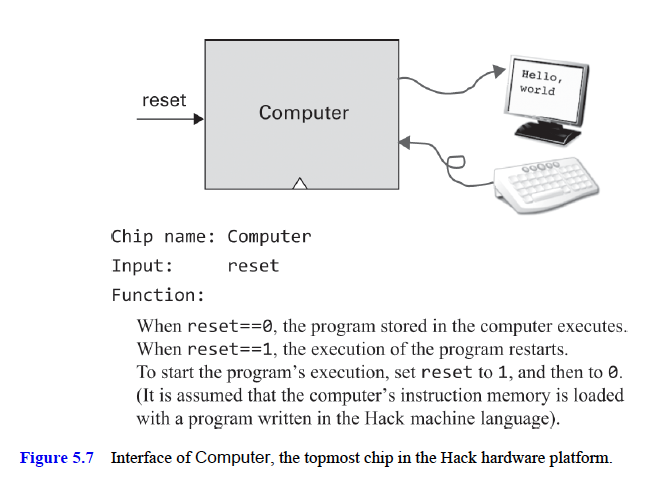 Hello,
world
reset
Computer
Chip name: Computer
Input: reset
Function:
When reset==0, the program stored in the computer executes.
When reset==1, the execution of the program restarts.
To start the program's execution, set reset to 1, and then to 0.
(It is assumed that the computer's instruction memory is loaded
with a program written in the Hack machine language).
Figure 5.7 Interface of Computer, the topmost chip in the Hack hardware platform.